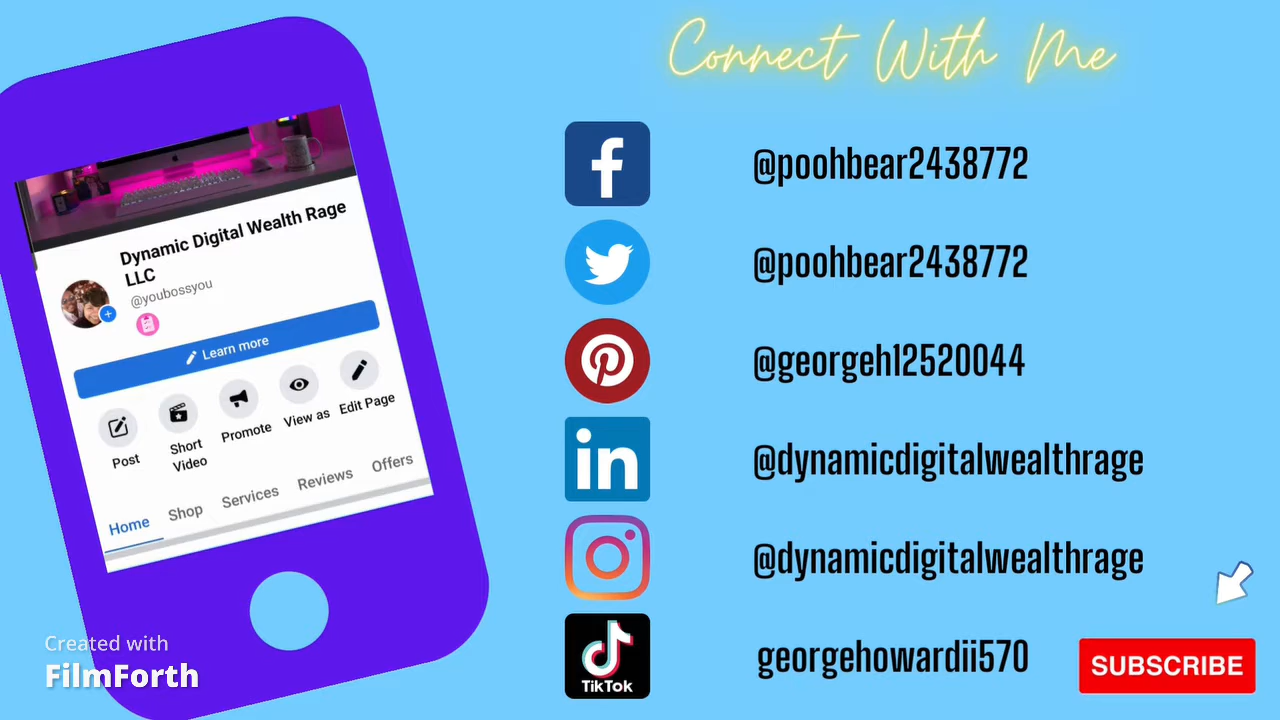 Connect With Me
Dynamic Digital Wealth Rage
LLC
@youbossyou
Learn more
Post
Short
Video
Promote
View as
Edit Page
Home
Shop
Services
Reviews
Offers
@poohbear2438772
@poohbear2438772
@georgeh12520044
in
@dynamicdigitalwealthrage
@dynamicdigitalwealthrage
TikTok
georgehowardii570
SUBSCRIBE
Created with
FilmForth